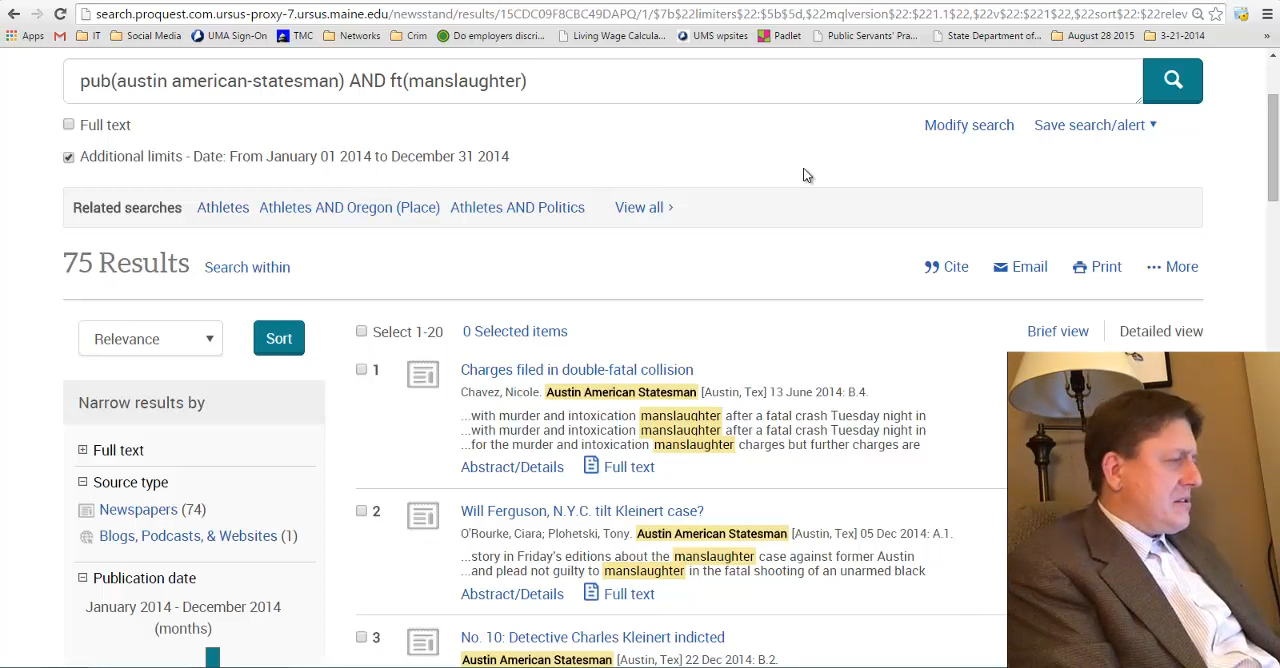 search.proquest.com.ursus-proxy-7.ursus.maine.edu/newsstand/results/15CDC09F8CBC49DAPQ/1/$7b$22limiters$22:$5b$5d,$22mqlversion$22:$221.1$22,$22v$22:$221$22,$22sort$22:$22relev
Apps IT Social Media UMA Sign-On TMC Networks Crim Do employers discri... Living Wage Calcula... UMS wpsites Padlet Public Servants' Pra... State Department of... August 28 2015 3-21-2014 »
pub(austin american-statesman) AND ft(manslaughter)
Full text Modify search Save search/alert
Additional limits - Date: From January 01 2014 to December 31 2014
Related searches Athletes Athletes AND Oregon (Place) Athletes AND Politics View all ›
75 Results Search within Cite Email Print ··· More
Relevance Sort Select 1-20 0 Selected items Brief view Detailed view
1 Charges filed in double-fatal collision
Chavez, Nicole. Austin American Statesman [Austin, Tex] 13 June 2014: B.4.
...with murder and intoxication manslaughter after a fatal crash Tuesday night in
...with murder and intoxication manslaughter after a fatal crash Tuesday night in
...for the murder and intoxication manslaughter charges but further charges are
Abstract/Details Full text
2 Will Ferguson, N.Y.C. tilt Kleinert case?
O'Rourke, Ciara; Plohetski, Tony. Austin American Statesman [Austin, Tex] 05 Dec 2014: A.1.
...story in Friday's editions about the manslaughter case against former Austin
...and plead not guilty to manslaughter in the fatal shooting of an unarmed black
Abstract/Details Full text
3 No. 10: Detective Charles Kleinert indicted
Austin American Statesman [Austin, Tex] 22 Dec 2014: B.2.
Narrow results by
Full text
Source type
Newspapers (74)
Blogs, Podcasts, & Websites (1)
Publication date
January 2014 - December 2014
(months)